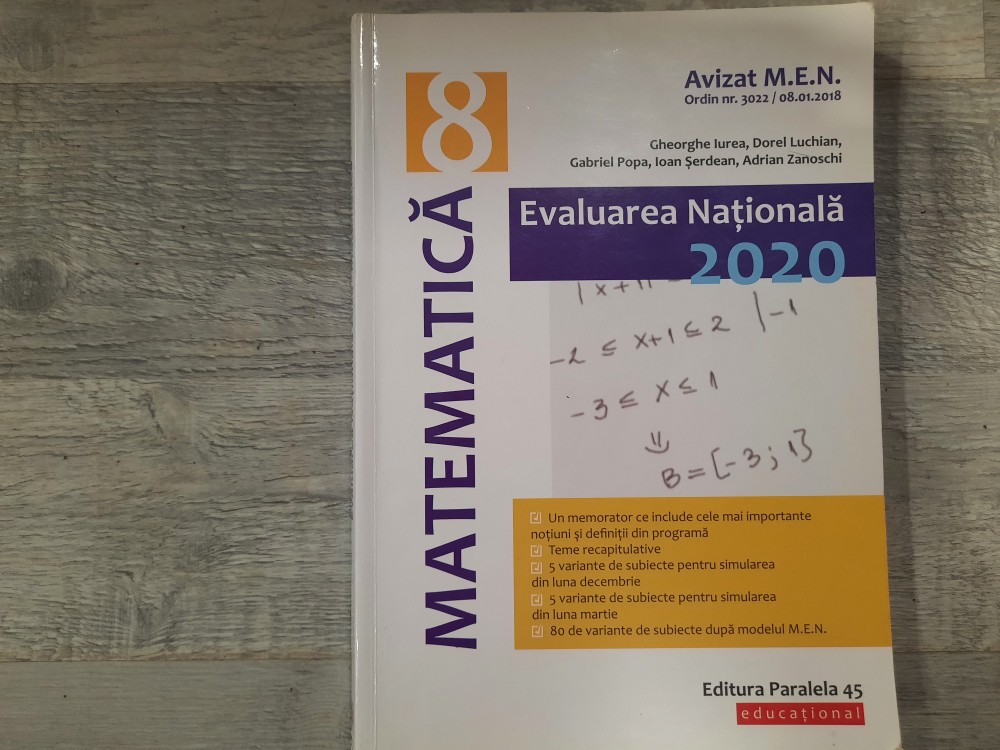 8
MATEMATICĂ
Avizat M.E.N.
Ordin nr. 3022 / 08.01.2018
Gheorghe Iurea, Dorel Luchian,
Gabriel Popa, Ioan Șerdean, Adrian Zanoschi
Evaluarea Națională
2020
-2 ≤ x+1 ≤ 2 |-1
-3 ≤ x ≤ 1
⇓
B = [-3; 1]
Un memorator ce include cele mai importante
noțiuni și definiții din programă
Teme recapitulative
5 variante de subiecte pentru simularea
din luna decembrie
5 variante de subiecte pentru simularea
din luna martie
80 de variante de subiecte după modelul M.E.N.
Editura Paralela 45
educațional